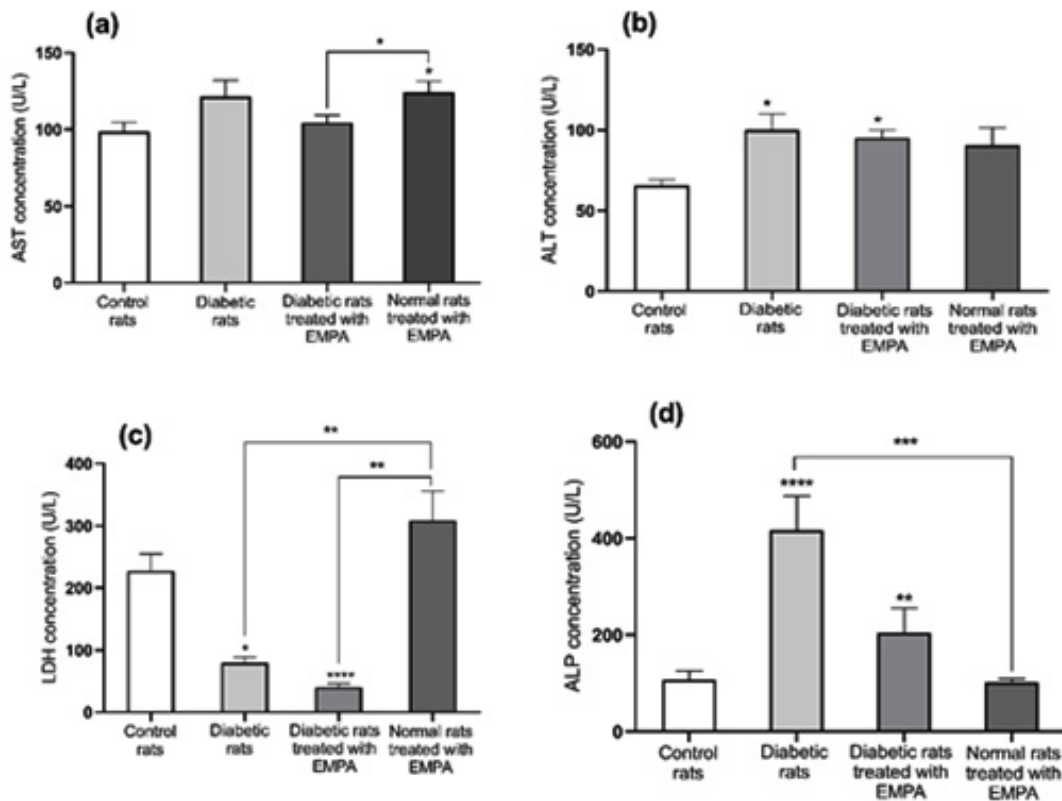 (a)
*
*
150
100
50
0
AST concentration (U/L)
Control
rats
Diabetic
rats
Diabetic rats
treated with
EMPA
Normal rats
treated with
EMPA
(b)
*
*
150
100
50
0
ALT concentration (U/L)
Control
rats
Diabetic
rats
Diabetic rats
treated with
EMPA
Normal rats
treated with
EMPA
(c)
**
**
*
****
400
300
200
100
0
LDH concentration (U/L)
Control
rats
Diabetic
rats
Diabetic rats
treated with
EMPA
Normal rats
treated with
EMPA
(d)
***
****
**
600
400
200
0
ALP concentration (U/L)
Control
rats
Diabetic
rats
Diabetic rats
treated with
EMPA
Normal rats
treated with
EMPA